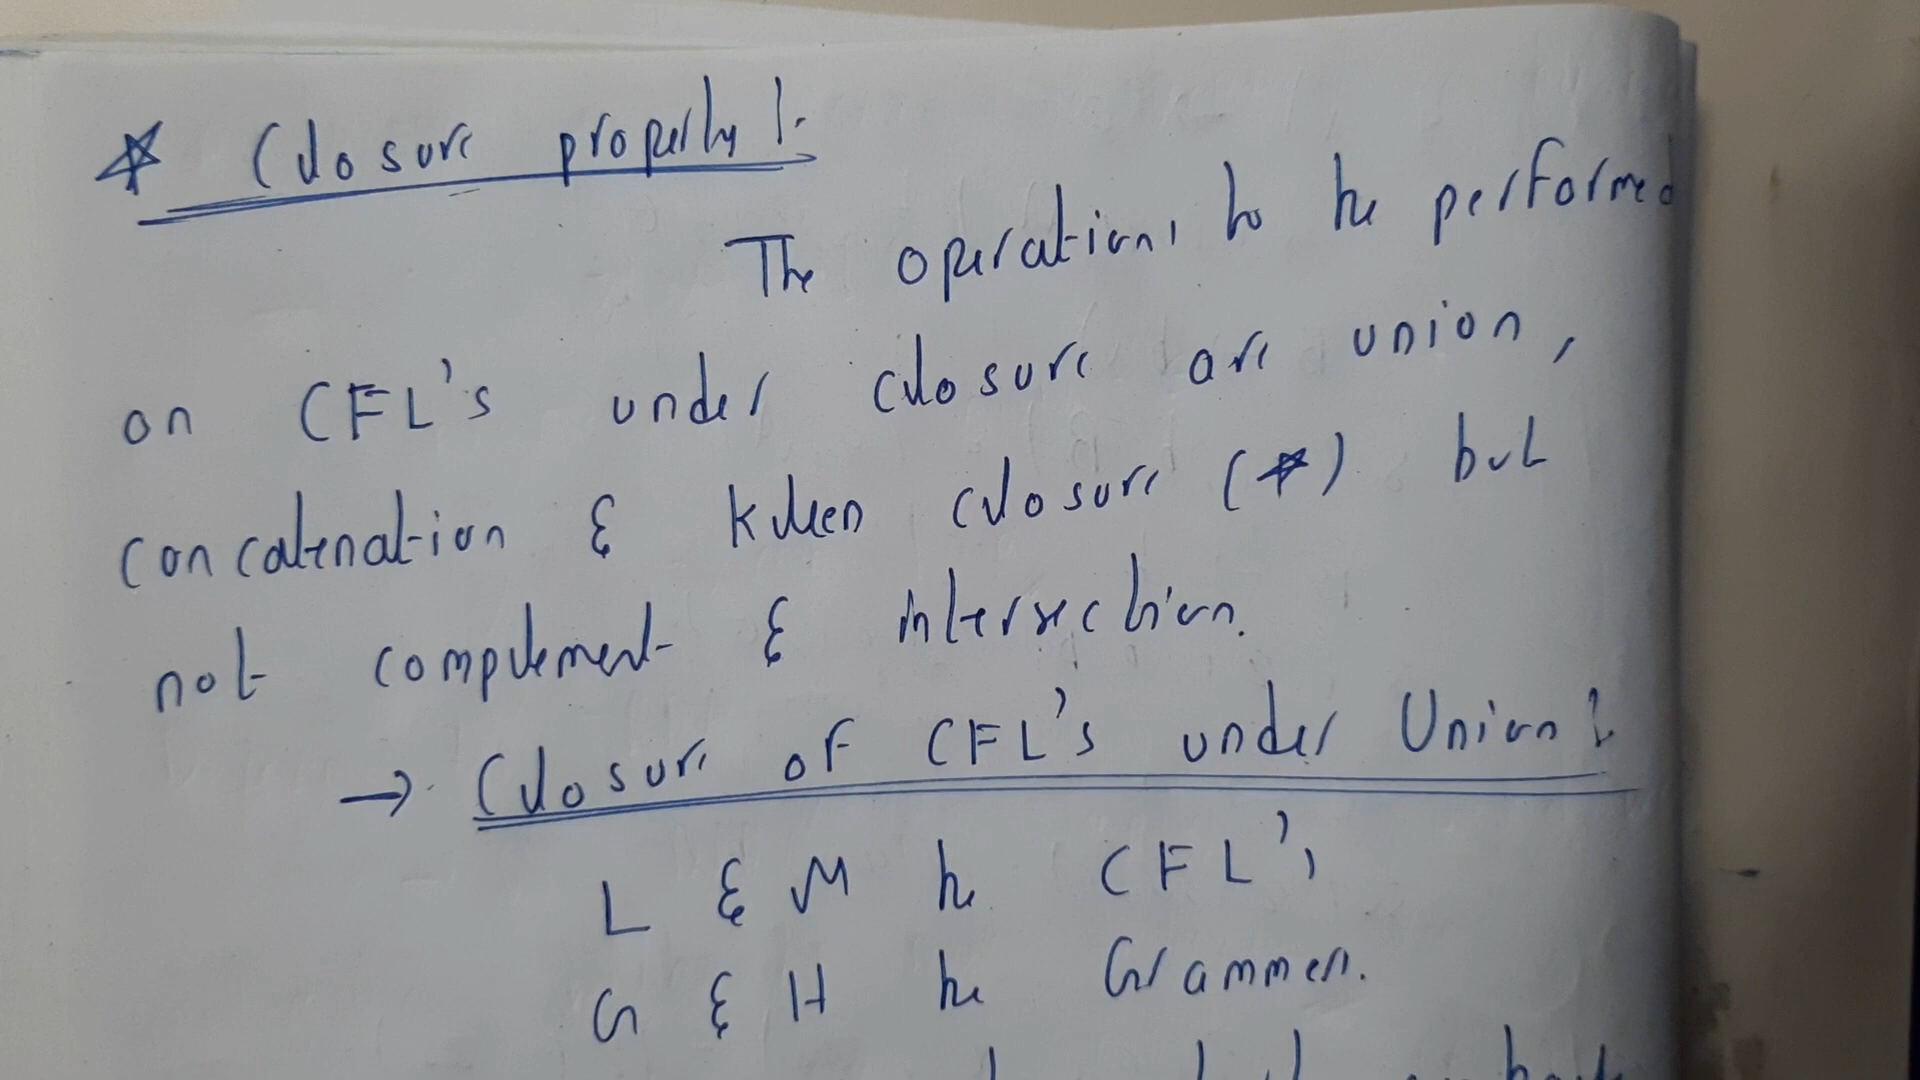 * Closure property :-
The operations to be performed
on CFL's under closure are union,
concatenation & Kleen closure (*) but
not complement & intersection.
→ Closure of CFL's under Union :
L & M be CFL's
G & H be Grammers.